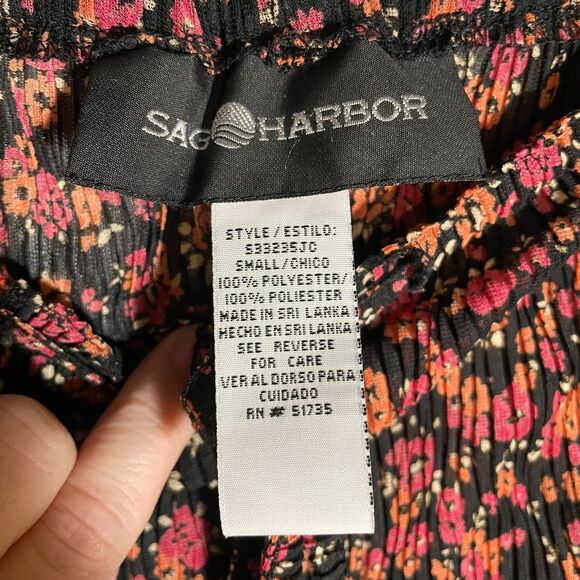 SAG HARBOR
STYLE / ESTILO:
S33235JC
SMALL/CHICO
100% POLYESTER/
100% POLIESTER
MADE IN SRI LANKA
HECHO EN SRI LANKA
SEE REVERSE
FOR CARE
VER AL DORSO PARA
CUIDADO
RN # 51735